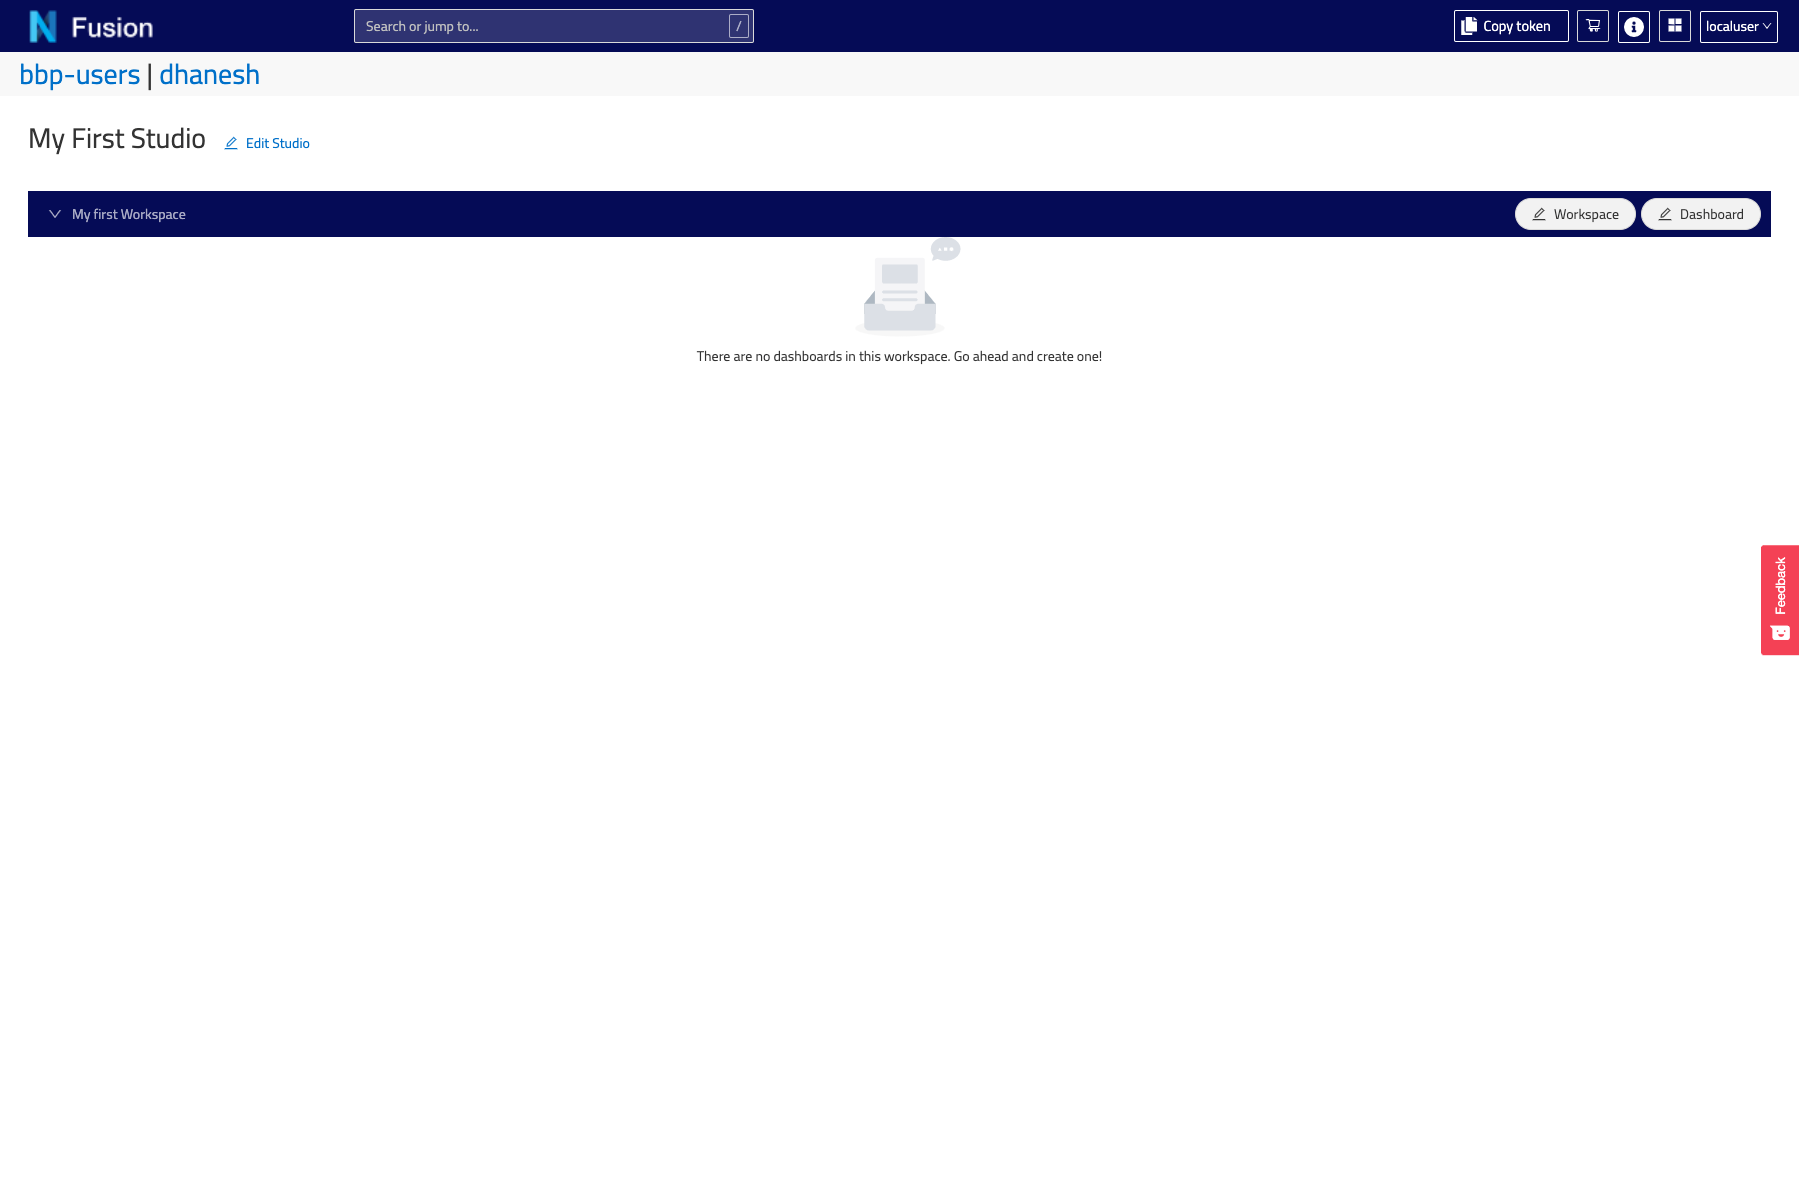 N Fusion
Search or jump to... /
Copy token
localuser
bbp-users | dhanesh
My First Studio
Edit Studio
My first Workspace
Workspace
Dashboard
There are no dashboards in this workspace. Go ahead and create one!
Feedback